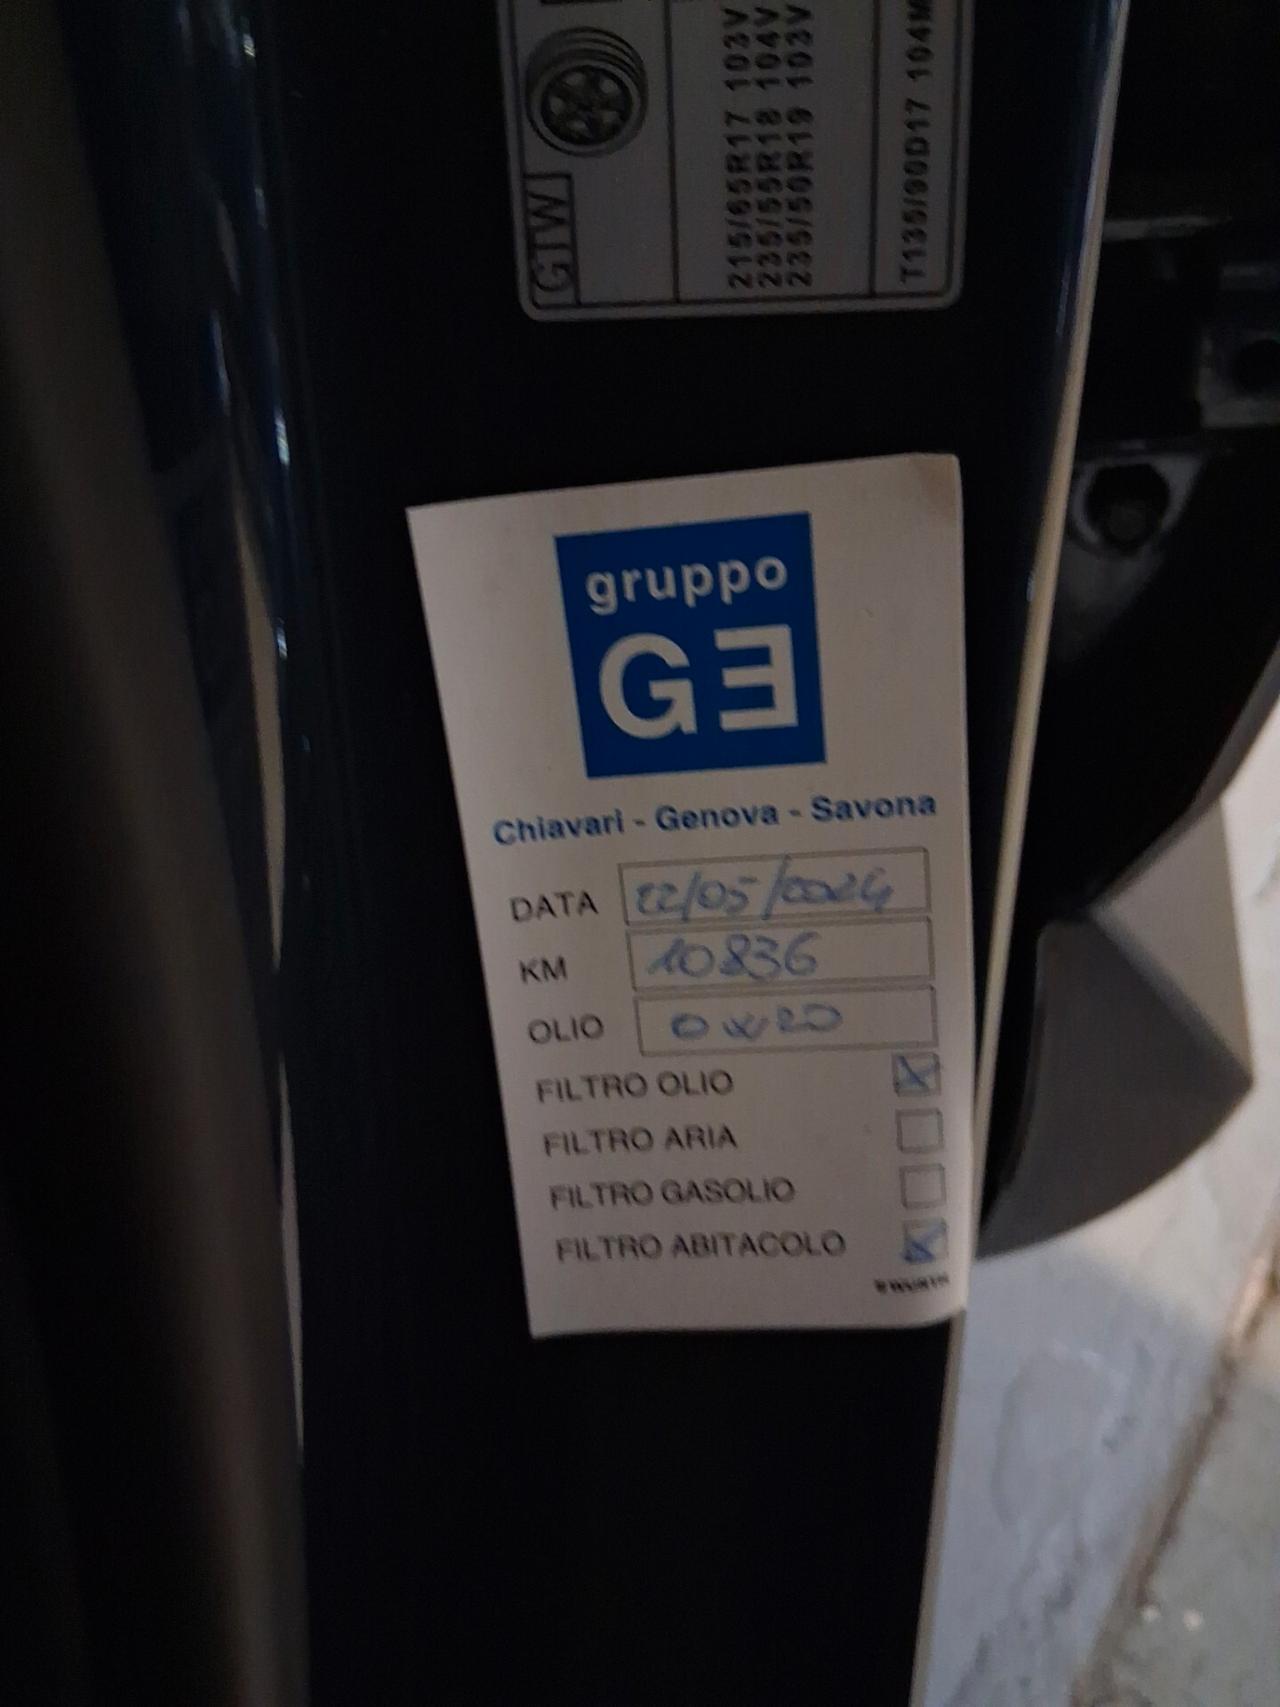 GTW
215/65R17 103V
235/55R18 104V
235/50R19 103V
T135/90D17 104M
gruppo
GE
Chiavari - Genova - Savona
DATA 22/05/2024
KM 10836
OLIO 0w20
FILTRO OLIO X
FILTRO ARIA
FILTRO GASOLIO
FILTRO ABITACOLO X
WÜRTH